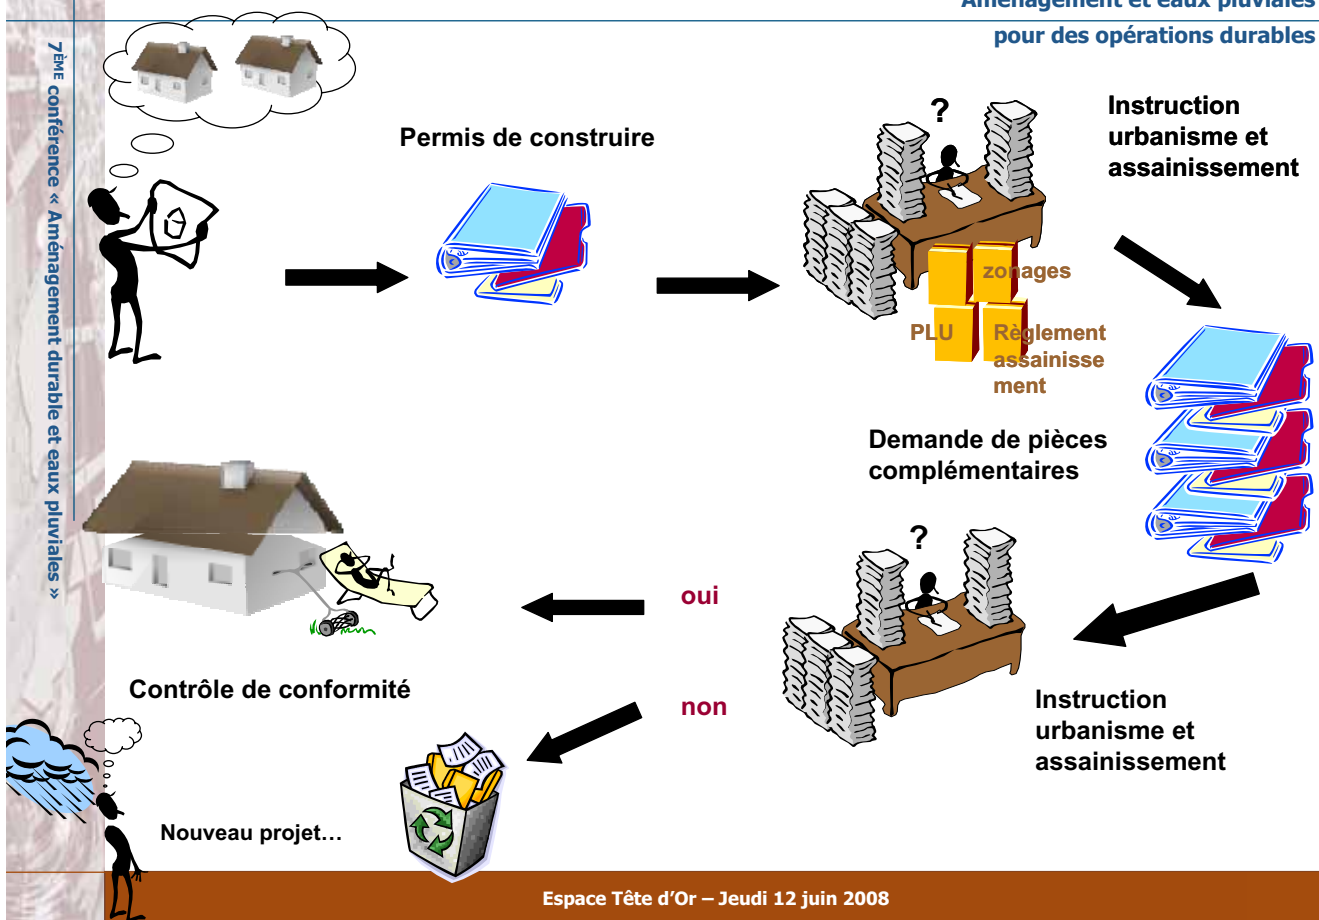 Aménagement et eaux pluviales
pour des opérations durables
7ÈME conférence « Aménagement durable et eaux pluviales »
Permis de construire
?
Instruction
urbanisme et
assainissement
zonages
PLU
Règlement
assainisse
ment
Demande de pièces
complémentaires
?
oui
Contrôle de conformité
non
Instruction
urbanisme et
assainissement
Nouveau projet…
Espace Tête d'Or – Jeudi 12 juin 2008